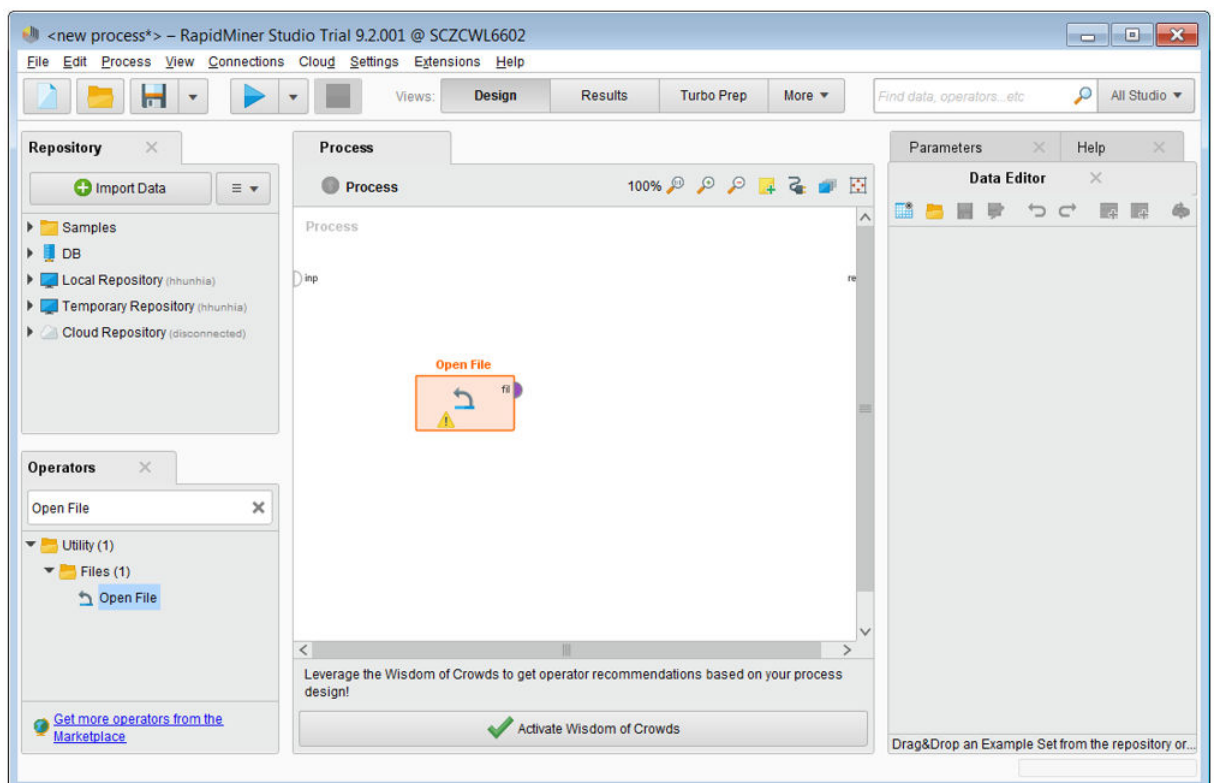 <new process*> – RapidMiner Studio Trial 9.2.001 @ SCZCWL6602
File Edit Process View Connections Cloud Settings Extensions Help
Views: Design Results Turbo Prep More Find data, operators...etc All Studio
Repository
Import Data
Samples
DB
Local Repository (hhunhia)
Temporary Repository (hhunhia)
Cloud Repository (disconnected)
Operators
Open File
Utility (1)
Files (1)
Open File
Get more operators from the
Marketplace
Process
Process 100%
Process
inp re
Open File
fil
Leverage the Wisdom of Crowds to get operator recommendations based on your process
design!
Activate Wisdom of Crowds
Parameters Help
Data Editor
Drag&Drop an Example Set from the repository or...